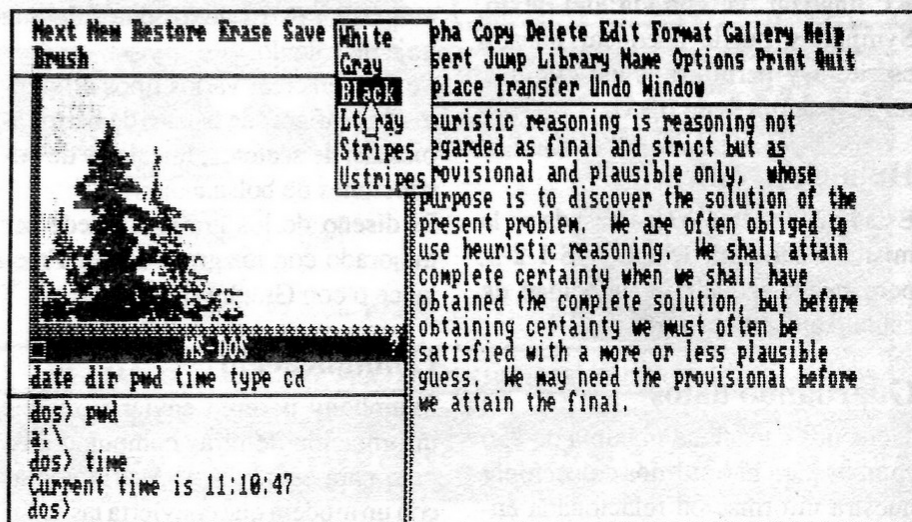 Next New Restore Erase Save
Brush
White
Gray
Black
Ltgray
Stripes
Vstripes
pha Copy Delete Edit Format Gallery Help
sert Jump Library Name Options Print Quit
place Transfer Undo Window
euristic reasoning is reasoning not
egarded as final and strict but as
rovisional and plausible only, whose
purpose is to discover the solution of the
present problem. We are often obliged to
use heuristic reasoning. We shall attain
complete certainty when we shall have
obtained the complete solution, but before
obtaining certainty we must often be
satisfied with a more or less plausible
guess. We may need the provisional before
we attain the final.
MS-DOS
date dir pwd time type cd
dos> pwd
a:\
dos> time
Current time is 11:10:47
dos>